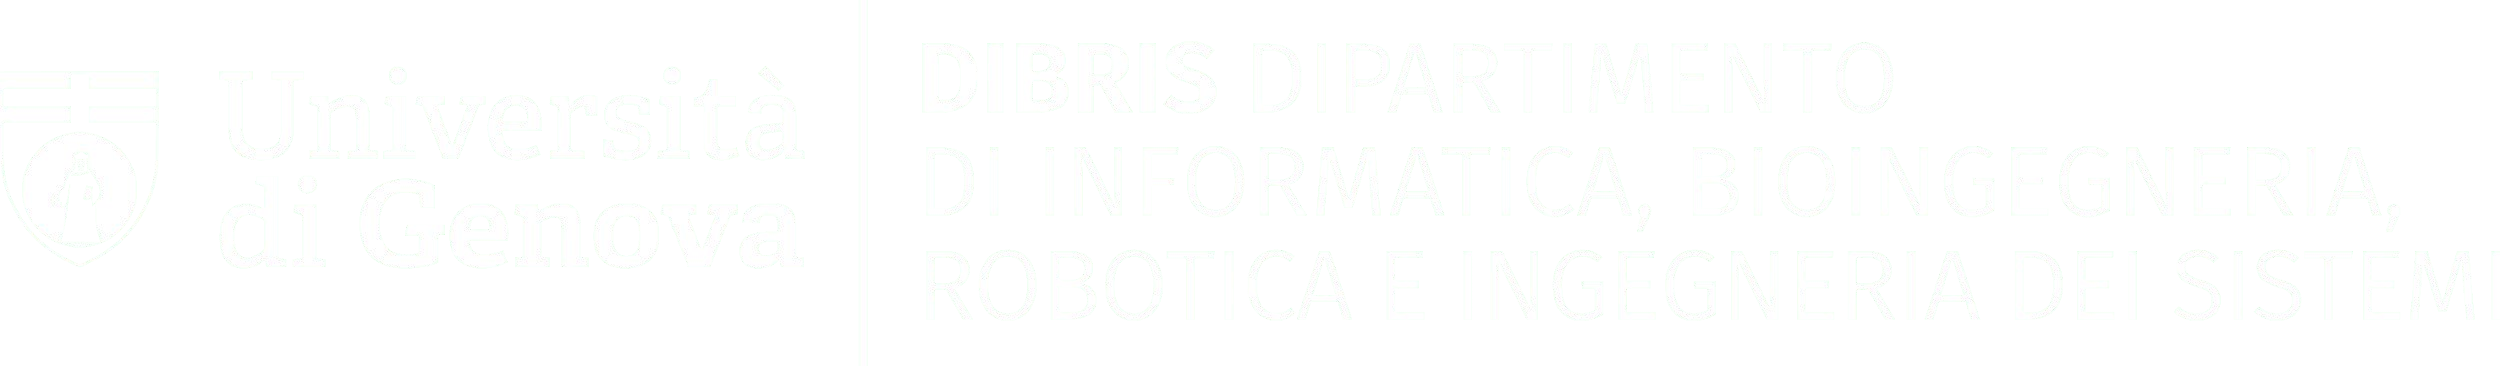 Università
di Genova
DIBRIS DIPARTIMENTO
DI INFORMATICA, BIOINGEGNERIA,
ROBOTICA E INGEGNERIA DEI SISTEMI